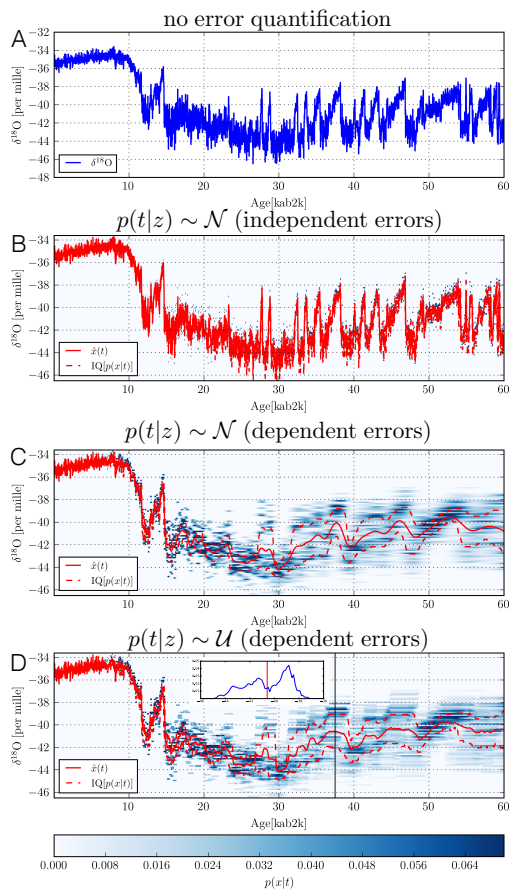 no error quantification
A
−32
−34
−36
−38
−40
−42
−44
−46
−48
δ¹⁸O [per mille]
δ¹⁸O
10 20 30 40 50 60
Age[kab2k]
p(t|z) ∼ 𝒩 (independent errors)
B
−34
−36
−38
−40
−42
−44
−46
δ¹⁸O [per mille]
x̂(t)
IQ[p(x|t)]
10 20 30 40 50 60
Age[kab2k]
p(t|z) ∼ 𝒩 (dependent errors)
C
−34
−36
−38
−40
−42
−44
−46
δ¹⁸O [per mille]
x̂(t)
IQ[p(x|t)]
10 20 30 40 50 60
Age[kab2k]
p(t|z) ∼ 𝒰 (dependent errors)
D
−34
−36
−38
−40
−42
−44
−46
δ¹⁸O [per mille]
x̂(t)
IQ[p(x|t)]
10 20 30 40 50 60
Age[kab2k]
0.000 0.008 0.016 0.024 0.032 0.040 0.048 0.056 0.064
p(x|t)